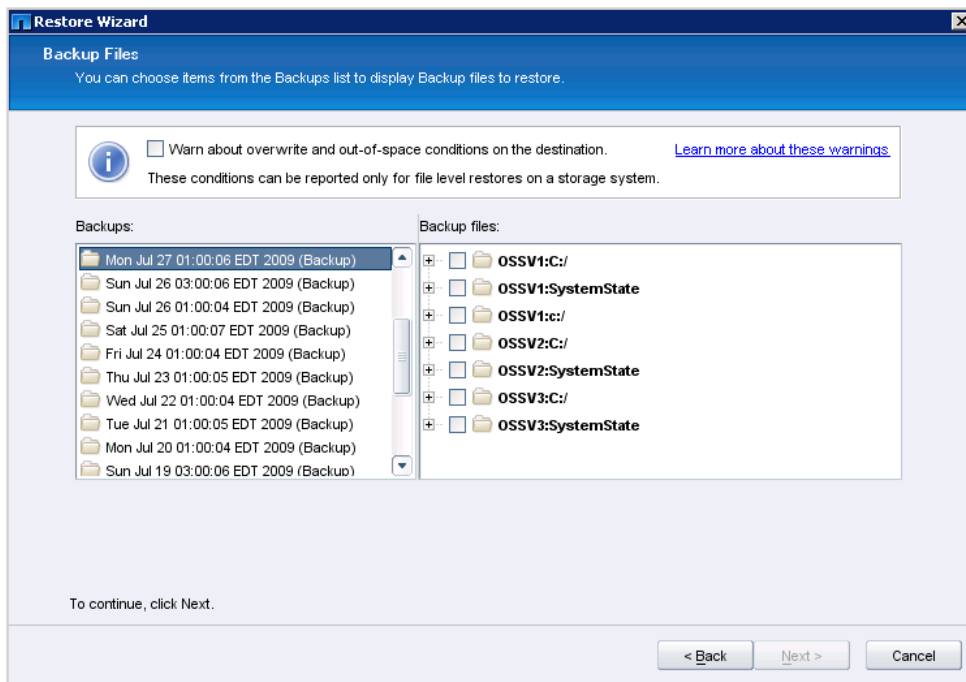 Restore Wizard
Backup Files
You can choose items from the Backups list to display Backup files to restore.
Warn about overwrite and out-of-space conditions on the destination.
Learn more about these warnings
These conditions can be reported only for file level restores on a storage system.
Backups:
Mon Jul 27 01:00:06 EDT 2009 (Backup)
Sun Jul 26 03:00:06 EDT 2009 (Backup)
Sun Jul 26 01:00:04 EDT 2009 (Backup)
Sat Jul 25 01:00:07 EDT 2009 (Backup)
Fri Jul 24 01:00:04 EDT 2009 (Backup)
Thu Jul 23 01:00:05 EDT 2009 (Backup)
Wed Jul 22 01:00:04 EDT 2009 (Backup)
Tue Jul 21 01:00:05 EDT 2009 (Backup)
Mon Jul 20 01:00:04 EDT 2009 (Backup)
Sun Jul 19 03:00:06 EDT 2009 (Backup)
Backup files:
OSSV1:C:/
OSSV1:SystemState
OSSV1:c:/
OSSV2:C:/
OSSV2:SystemState
OSSV3:C:/
OSSV3:SystemState
To continue, click Next.
< Back
Next >
Cancel